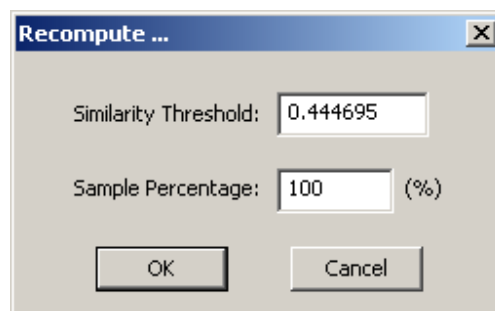 Recompute ...
Similarity Threshold: 0.444695
Sample Percentage: 100 (%)
OK Cancel